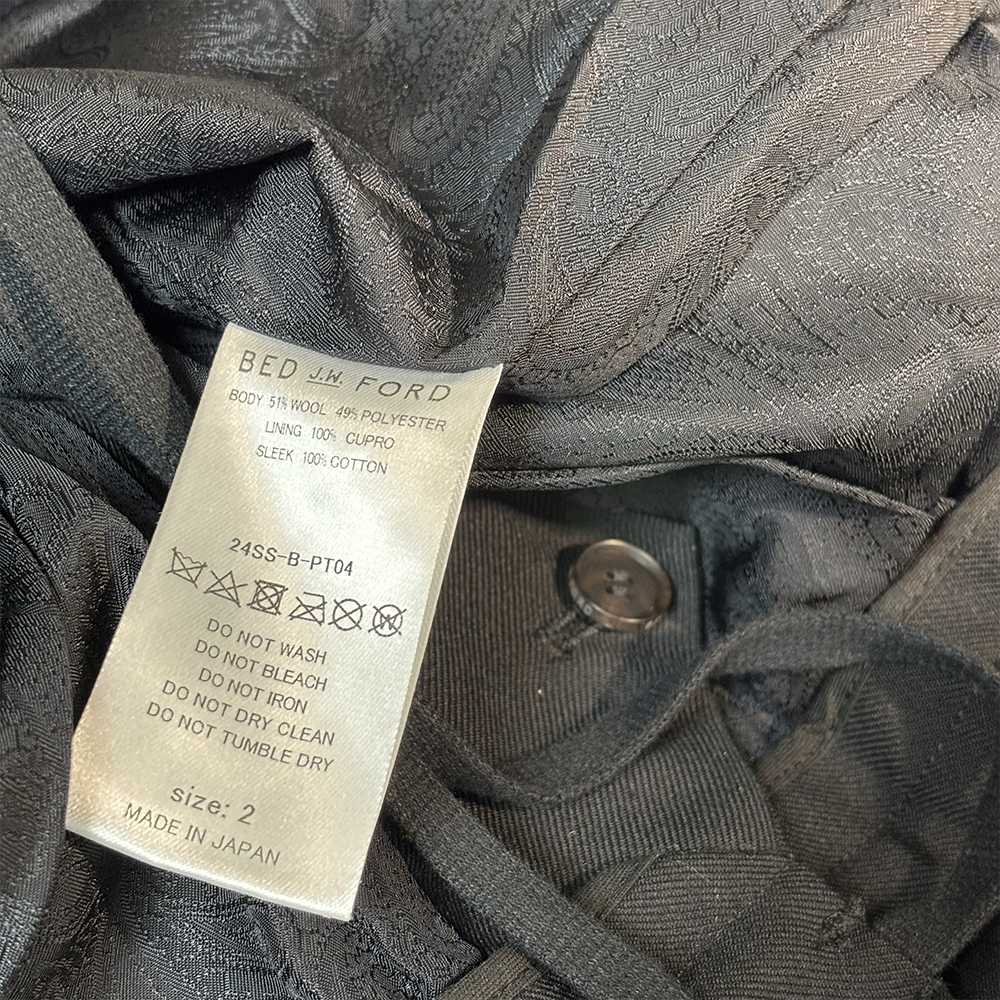 BED J.W. FORD
BODY 51% WOOL 49% POLYESTER
LINING 100% CUPRO
SLEEK 100% COTTON
24SS-B-PT04
DO NOT WASH
DO NOT BLEACH
DO NOT IRON
DO NOT DRY CLEAN
DO NOT TUMBLE DRY
size: 2
MADE IN JAPAN